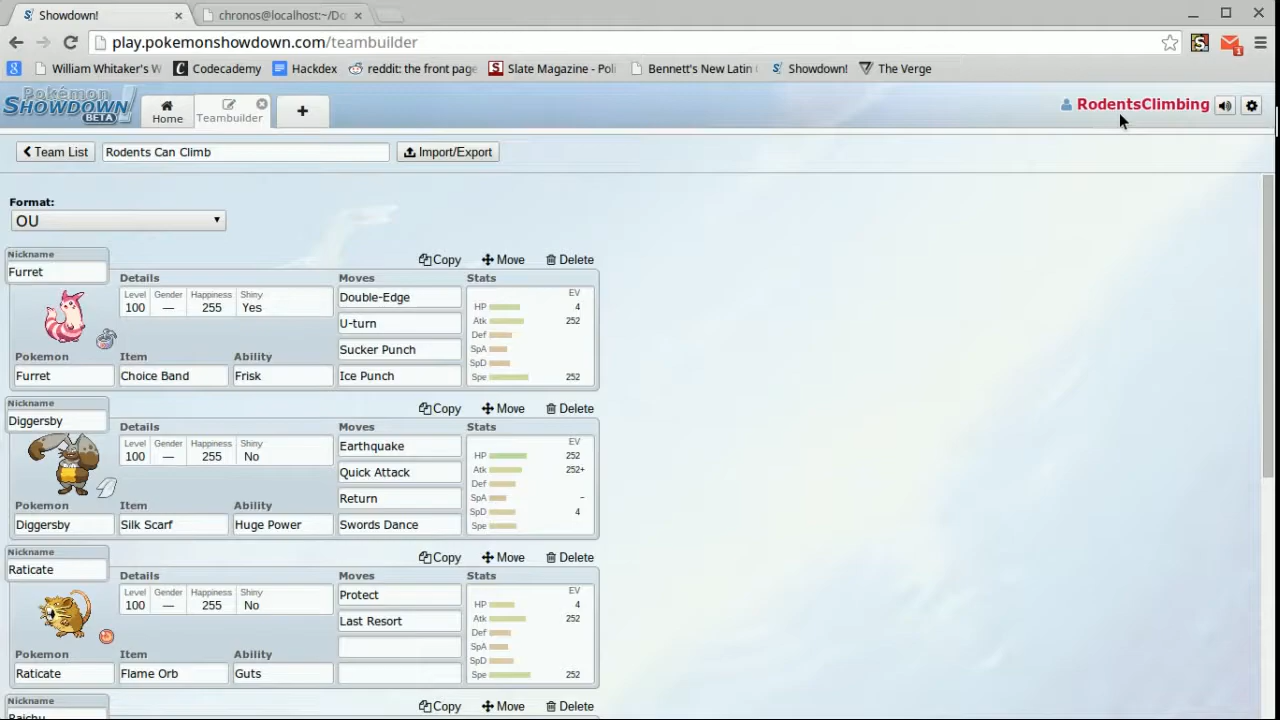 Showdown!
chronos@localhost:~/Do
play.pokemonshowdown.com/teambuilder
William Whitaker's W
Codecademy
Hackdex
reddit: the front page
Slate Magazine - Poli
Bennett's New Latin
Showdown!
The Verge
1
Pokémon
Showdown!
BETA
Home
Teambuilder
+
RodentsClimbing
Team List
Rodents Can Climb
Import/Export
Format:
OU
Copy Move Delete
Nickname
Furret
Details
Level Gender Happiness Shiny
100 — 255 Yes
Pokemon Item Ability
Furret Choice Band Frisk
Moves
Double-Edge
U-turn
Sucker Punch
Ice Punch
Stats
EV
HP 4
Atk 252
Def
SpA
SpD
Spe 252
Copy Move Delete
Nickname
Diggersby
Details
Level Gender Happiness Shiny
100 — 255 No
Pokemon Item Ability
Diggersby Silk Scarf Huge Power
Moves
Earthquake
Quick Attack
Return
Swords Dance
Stats
EV
HP 252
Atk 252+
Def
SpA −
SpD 4
Spe
Copy Move Delete
Nickname
Raticate
Details
Level Gender Happiness Shiny
100 — 255 No
Pokemon Item Ability
Raticate Flame Orb Guts
Moves
Protect
Last Resort
Stats
EV
HP 4
Atk 252
Def
SpA
SpD
Spe 252
Copy Move Delete
Nickname
Raichu
Details
Moves
Stats